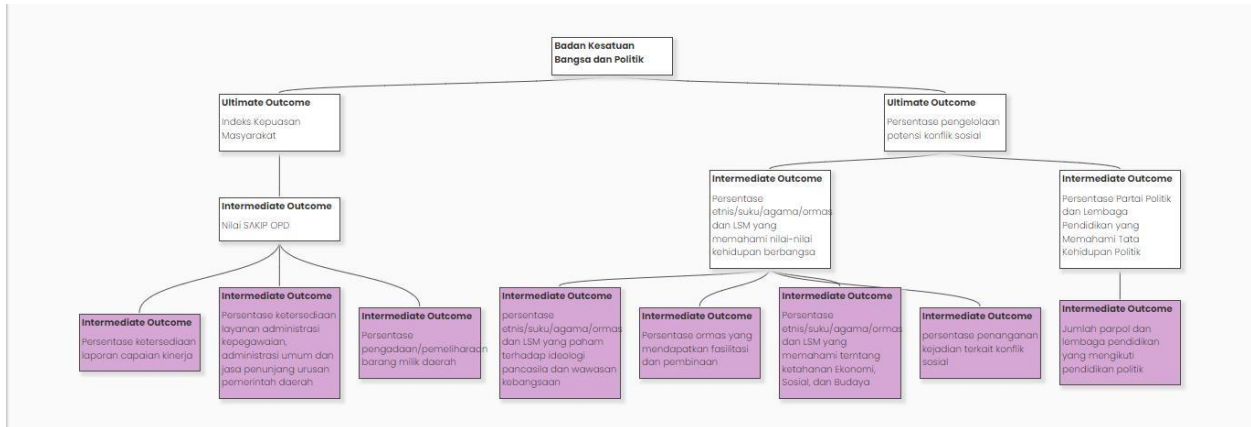 Badan Kesatuan
Bangsa dan Politik
Ultimate Outcome
Indeks Kepuasan
Masyarakat
Ultimate Outcome
Persentase pengelolaan
potensi konflik sosial
Intermediate Outcome
Nilai SAKIP OPD
Intermediate Outcome
Persentase
etnis/suku/agama/ormas
dan LSM yang
memahami nilai-nilai
kehidupan berbangsa
Intermediate Outcome
Persentase Partai Politik
dan Lembaga
Pendidikan yang
Memahami Tata
Kehidupan Politik
Intermediate Outcome
Persentase ketersediaan
laporan capaian kinerja
Intermediate Outcome
Persentase ketersediaan
layanan administrasi
kepegawaian,
administrasi umum dan
jasa penunjang urusan
pemerintah daerah
Intermediate Outcome
Persentase
pengadaan/pemeliharaan
barang milik daerah
Intermediate Outcome
persentase
etnis/suku/agama/ormas
dan LSM yang paham
terhadap ideologi
pancasila dan wawasan
kebangsaan
Intermediate Outcome
Persentase ormas yang
mendapatkan fasilitasi
dan pembinaan
Intermediate Outcome
Persentase
etnis/suku/agama/ormas
dan LSM yang
memahami temtang
ketahanan Ekonomi,
Sosial, dan Budaya
Intermediate Outcome
persentase penanganan
kejadian terkait konflik
sosial
Intermediate Outcome
Jumlah parpol dan
lembaga pendidikan
yang mengikuti
pendidikan politik